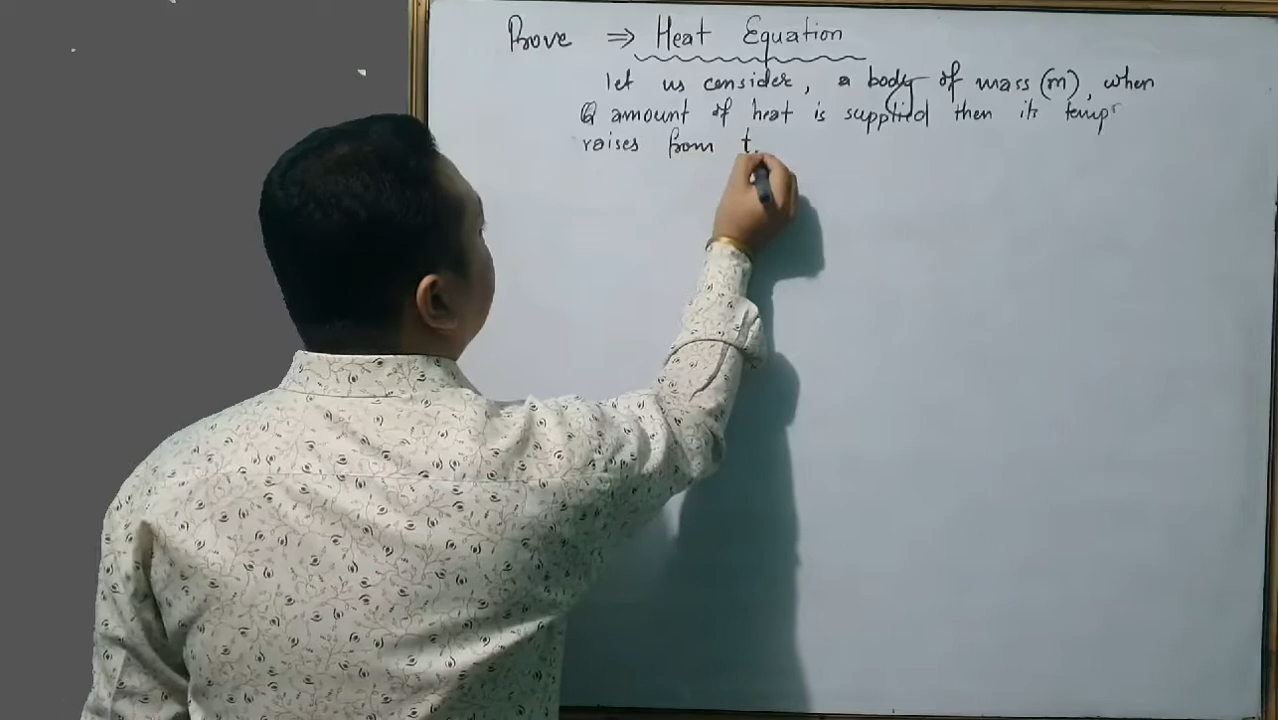 Prove ⇒ Heat Equation
let us consider, a body of mass (m), when
Q amount of heat is supplied then its tempr
raises from t.